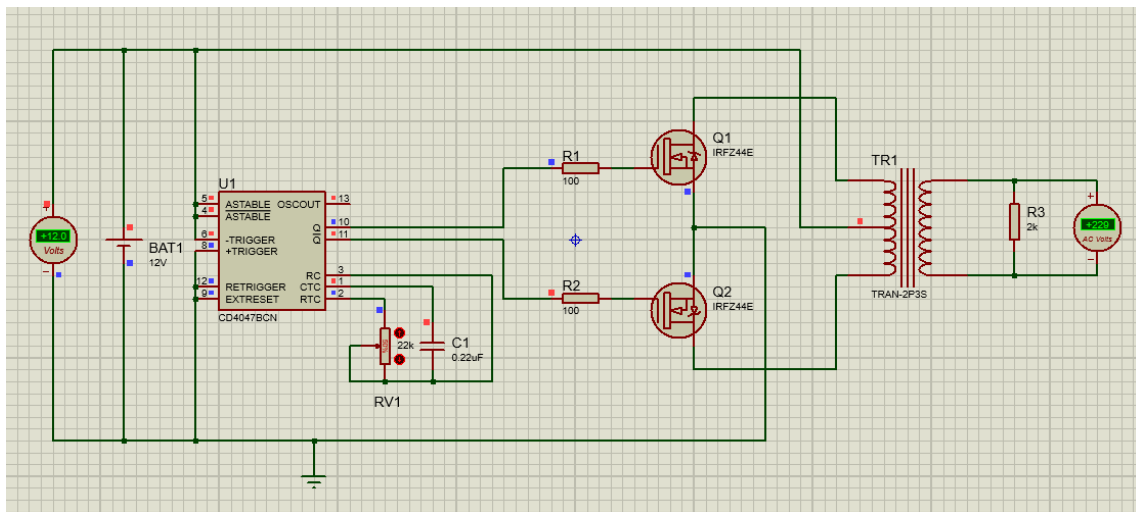 U1
5 ASTABLE OSCOUT 13
4 ASTABLE
Q 10
6 -TRIGGER Q 11
8 +TRIGGER
RC 3
12 RETRIGGER CTC 1
9 EXTRESET RTC 2
CD4047BCN
+
+12.0
Volts
−
BAT1
12V
22k
RV1
C1
0.22uF
R1
100
R2
100
Q1
IRFZ44E
Q2
IRFZ44E
TR1
TRAN-2P3S
R3
2k
+
+220
AC Volts
−